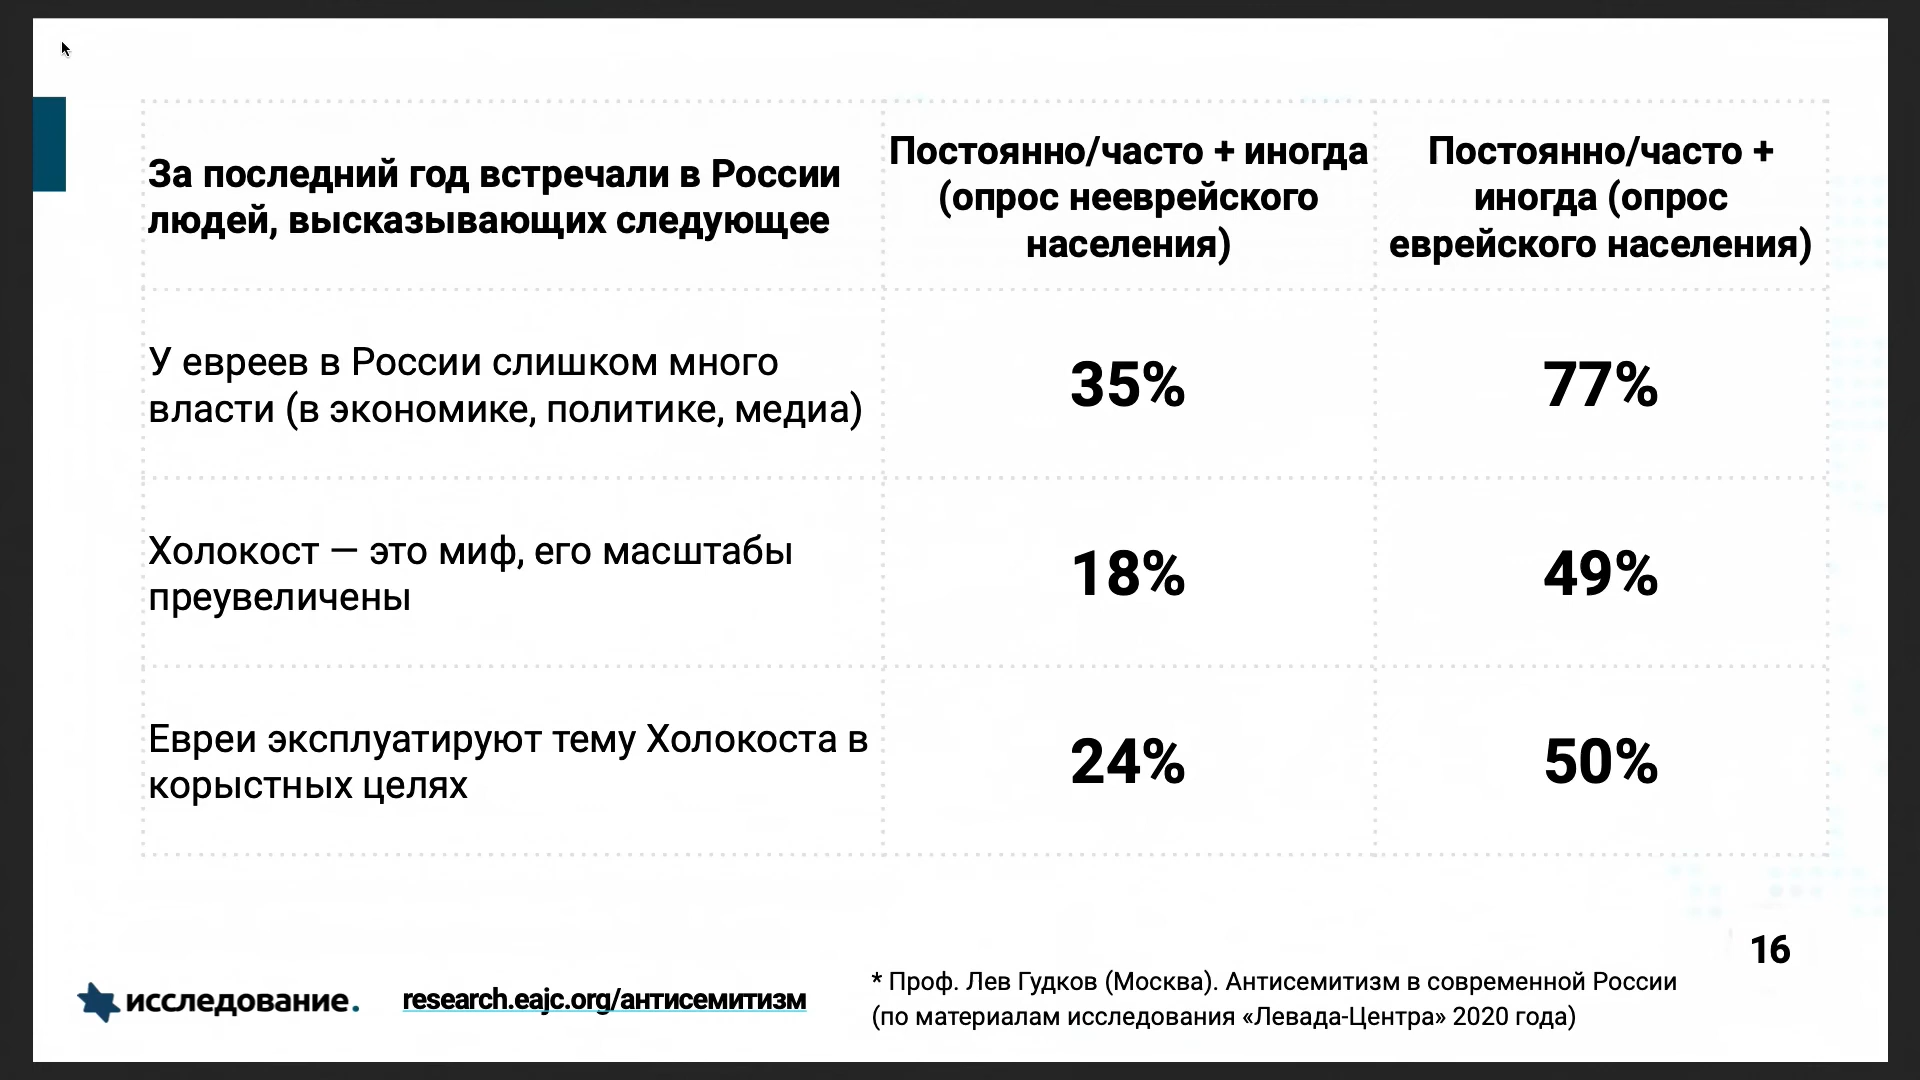 За последний год встречали в России
людей, высказывающих следующее
Постоянно/часто + иногда
(опрос нееврейского
населения)
Постоянно/часто +
иногда (опрос
еврейского населения)
У евреев в России слишком много
власти (в экономике, политике, медиа)
35%
77%
Холокост — это миф, его масштабы
преувеличены
18%
49%
Евреи эксплуатируют тему Холокоста в
корыстных целях
24%
50%
16
исследование.
research.eajc.org/антисемитизм
* Проф. Лев Гудков (Москва). Антисемитизм в современной России
(по материалам исследования «Левада-Центра» 2020 года)